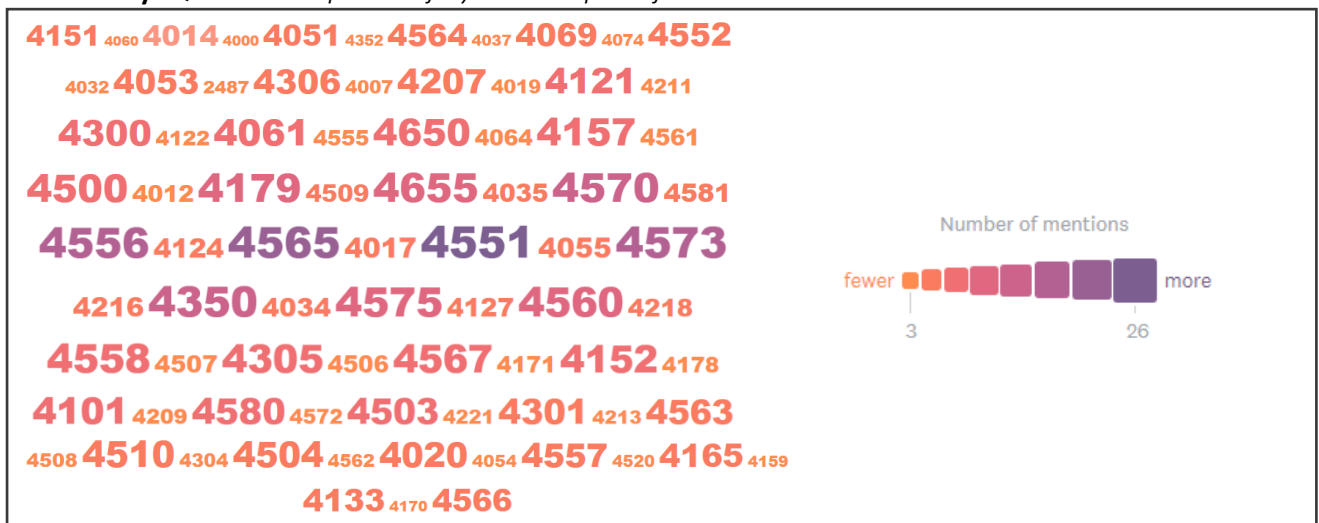 4151 4060 4014 4000 4051 4352 4564 4037 4069 4074 4552
4032 4053 2487 4306 4007 4207 4019 4121 4211
4300 4122 4061 4555 4650 4064 4157 4561
4500 4012 4179 4509 4655 4035 4570 4581
4556 4124 4565 4017 4551 4055 4573
4216 4350 4034 4575 4127 4560 4218
4558 4507 4305 4506 4567 4171 4152 4178
4101 4209 4580 4572 4503 4221 4301 4213 4563
4508 4510 4304 4504 4562 4020 4054 4557 4520 4165 4159
4133 4170 4566
Number of mentions
fewer more
3 26